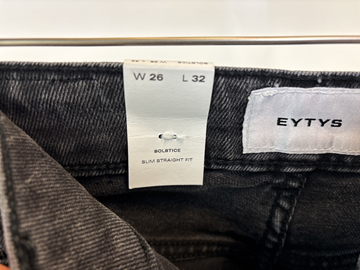 W 26 L 32
SOLSTICE
SLIM STRAIGHT FIT
EYTYS